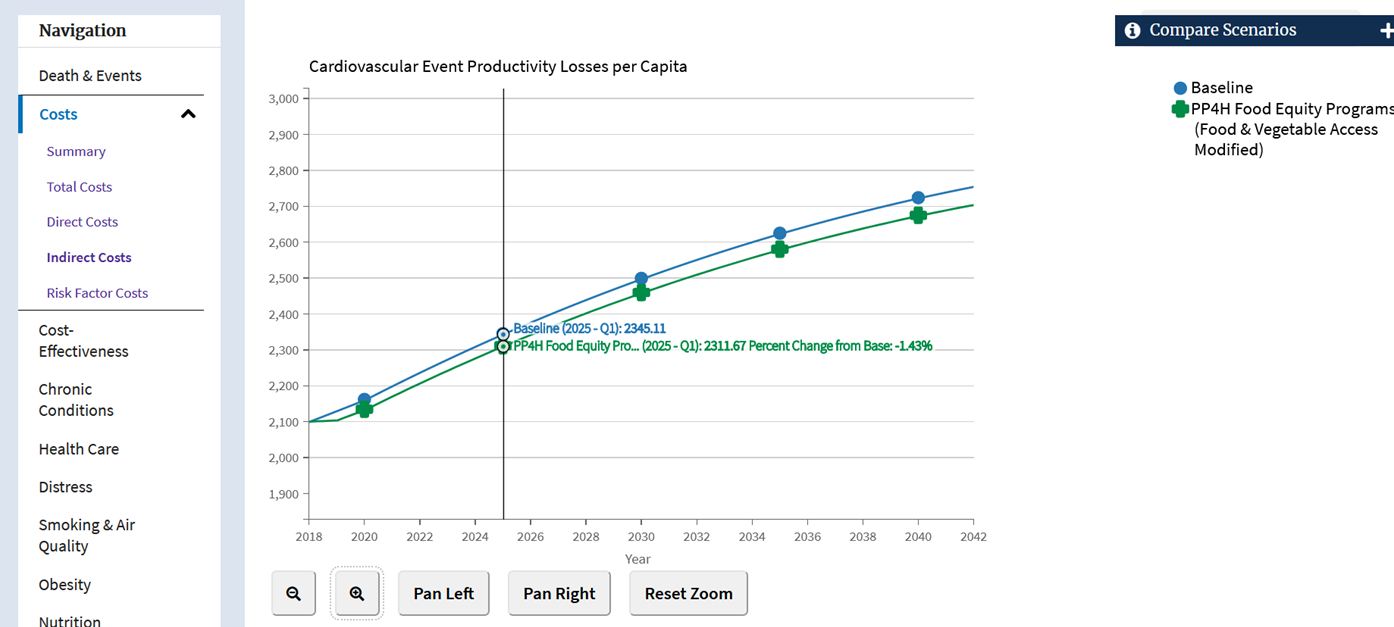 Navigation
Death & Events
Costs
Summary
Total Costs
Direct Costs
Indirect Costs
Risk Factor Costs
Cost-
Effectiveness
Chronic
Conditions
Health Care
Distress
Smoking & Air
Quality
Obesity
Nutrition
Cardiovascular Event Productivity Losses per Capita
3,000
2,900
2,800
2,700
2,600
2,500
2,400
2,300
2,200
2,100
2,000
1,900
Baseline (2025 - Q1): 2345.11
PP4H Food Equity Pro... (2025 - Q1): 2311.67 Percent Change from Base: -1.43%
2018 2020 2022 2024 2026 2028 2030 2032 2034 2036 2038 2040 2042
Year
Pan Left Pan Right Reset Zoom
Compare Scenarios
Baseline
PP4H Food Equity Programs
(Food & Vegetable Access
Modified)